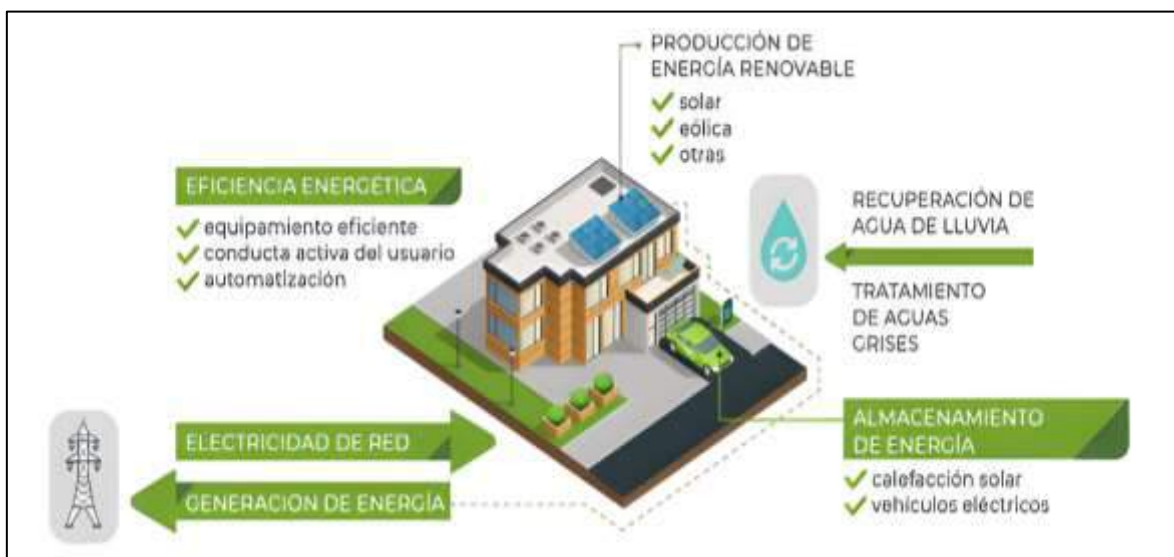 PRODUCCIÓN DE
ENERGÍA RENOVABLE
solar
eólica
otras
EFICIENCIA ENERGÉTICA
equipamiento eficiente
conducta activa del usuario
automatización
RECUPERACIÓN DE
AGUA DE LLUVIA
TRATAMIENTO
DE AGUAS
GRISES
ELECTRICIDAD DE RED
GENERACION DE ENERGÍA
ALMACENAMIENTO
DE ENERGÍA
calefacción solar
vehículos eléctricos